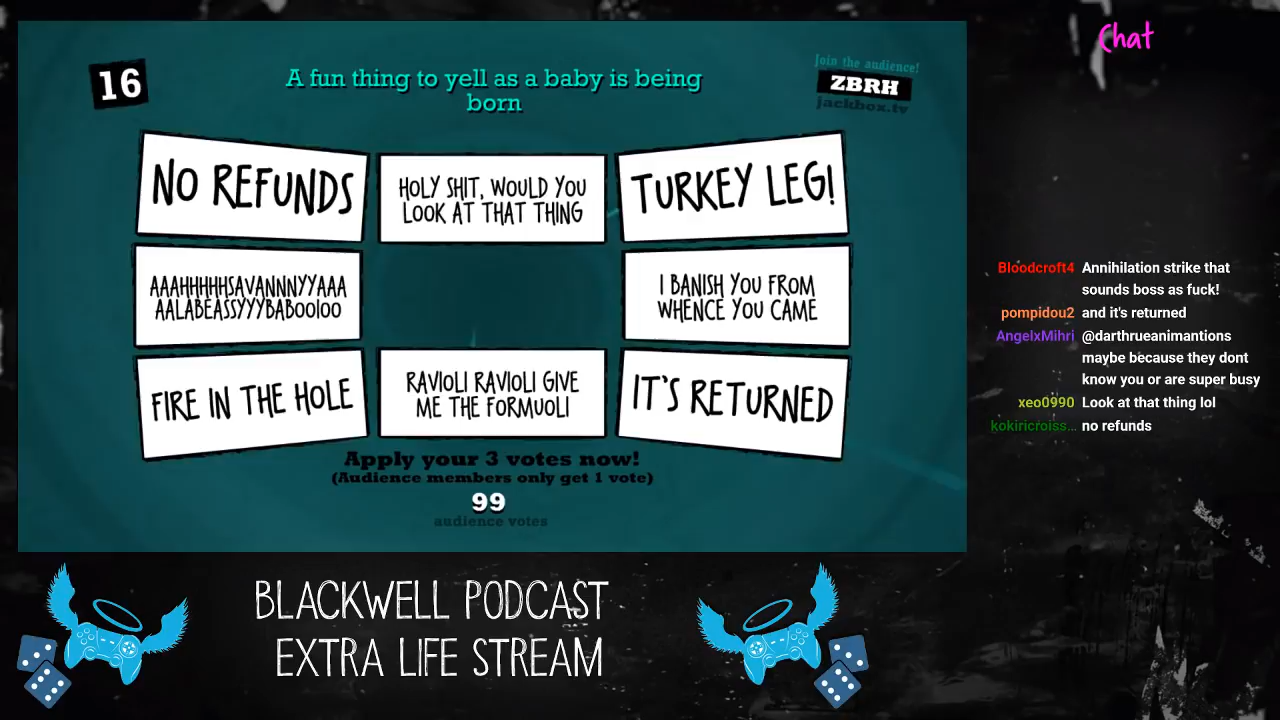 Chat
16
A fun thing to yell as a baby is being
born
Join the audience!
ZBRH
jackbox.tv
NO REFUNDS
HOLY SHIT, WOULD YOU
LOOK AT THAT THING
TURKEY LEG!
AAAHHHHHSAVANNNYYAAA
AALABEASSYYYBABOOIOO
I BANISH YOU FROM
WHENCE YOU CAME
FIRE IN THE HOLE
RAVIOLI RAVIOLI GIVE
ME THE FORMUOLI
IT'S RETURNED
Apply your 3 votes now!
(Audience members only get 1 vote)
99
audience votes
Bloodcroft4 Annihilation strike that
sounds boss as fuck!
pompidou2 and it's returned
AngelxMihri @darthrueanimantions
maybe because they dont
know you or are super busy
xeo0990 Look at that thing lol
kokiricroiss... no refunds
BLACKWELL PODCAST
EXTRA LIFE STREAM